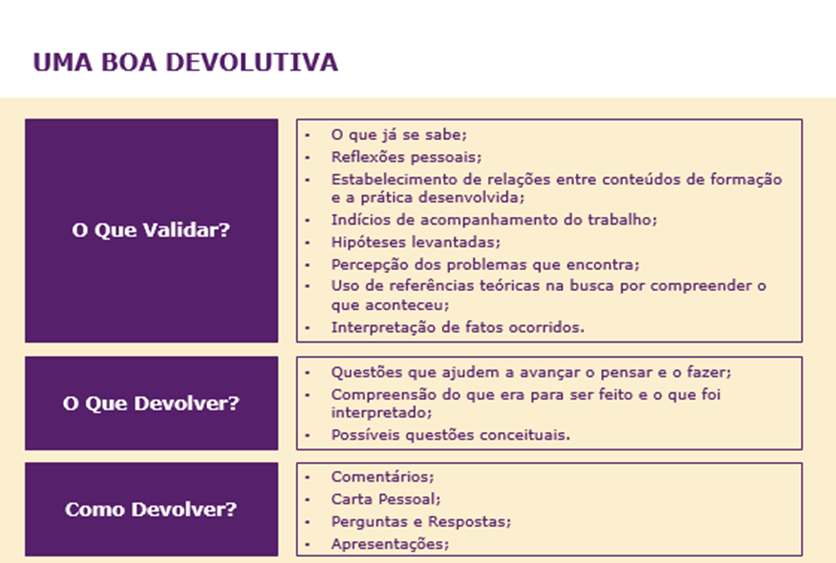 UMA BOA DEVOLUTIVA
O Que Validar?
▪ O que já se sabe;
▪ Reflexões pessoais;
▪ Estabelecimento de relações entre conteúdos de formação
e a prática desenvolvida;
▪ Indícios de acompanhamento do trabalho;
▪ Hipóteses levantadas;
▪ Percepção dos problemas que encontra;
▪ Uso de referências teóricas na busca por compreender o
que aconteceu;
▪ Interpretação de fatos ocorridos.
O Que Devolver?
▪ Questões que ajudem a avançar o pensar e o fazer;
▪ Compreensão do que era para ser feito e o que foi
interpretado;
▪ Possíveis questões conceituais.
Como Devolver?
▪ Comentários;
▪ Carta Pessoal;
▪ Perguntas e Respostas;
▪ Apresentações;